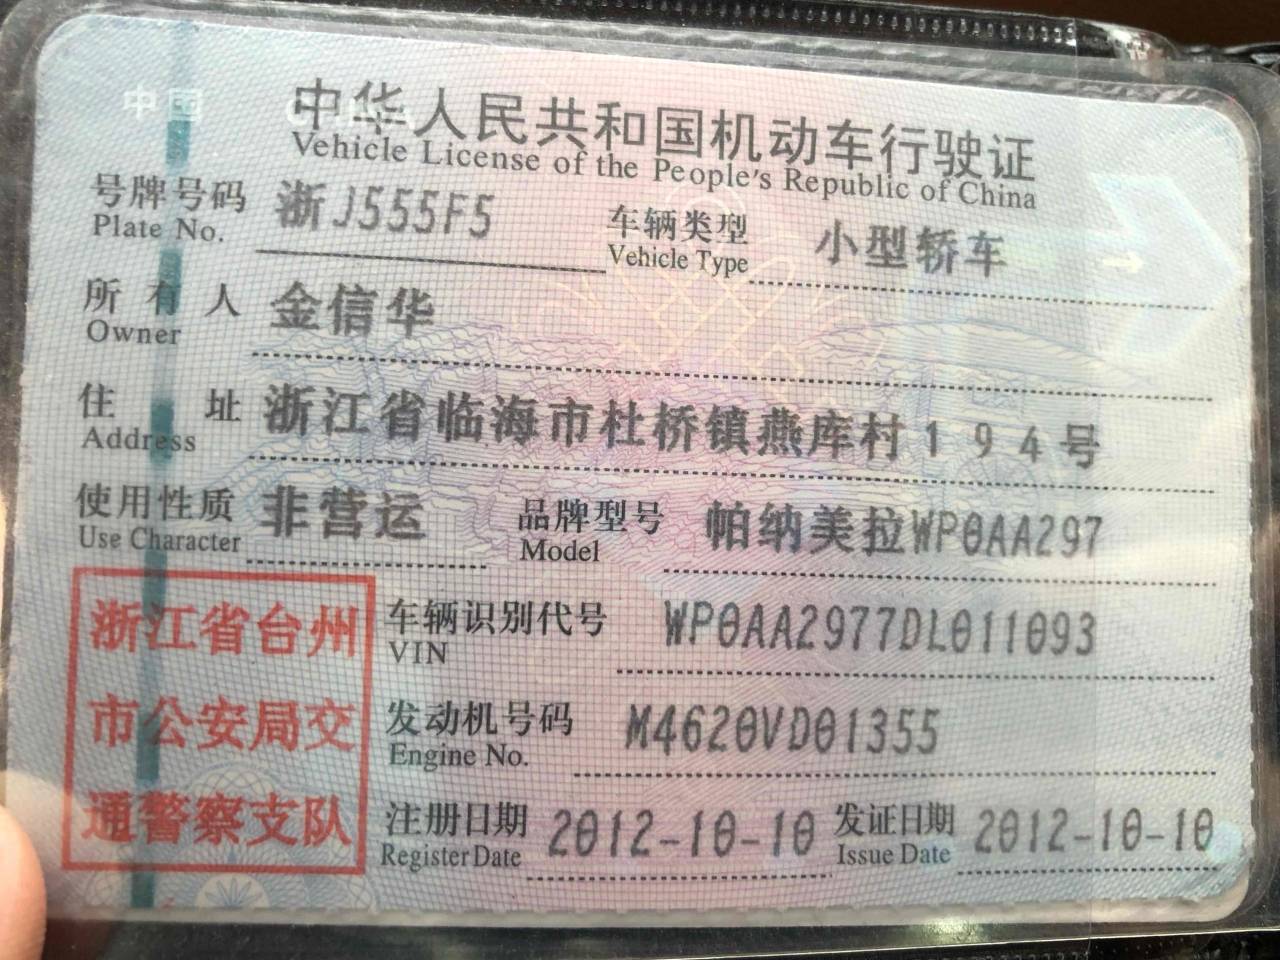 中国 CHINA
中华人民共和国机动车行驶证
Vehicle License of the People's Republic of China
号牌号码 浙J555F5 车辆类型 小型轿车
Plate No. Vehicle Type
所有人 金信华
Owner
住址 浙江省临海市杜桥镇燕库村194号
Address
使用性质 非营运 品牌型号 帕纳美拉WP0AA297
Use Character Model
浙江省台州
市公安局交
通警察支队
车辆识别代号 WP0AA2977DL011093
VIN
发动机号码 M4620VD01355
Engine No.
注册日期 2012-10-10 发证日期 2012-10-10
Register Date Issue Date